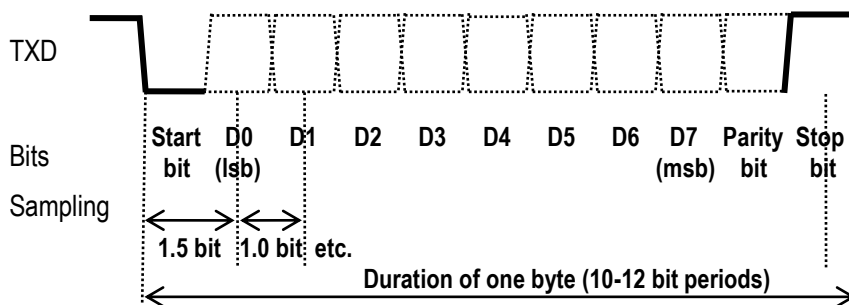 TXD
Bits
Start bit
D0 (lsb)
D1
D2
D3
D4
D5
D6
D7 (msb)
Parity bit
Stop bit
Sampling
1.5 bit
1.0 bit etc.
Duration of one byte (10-12 bit periods)